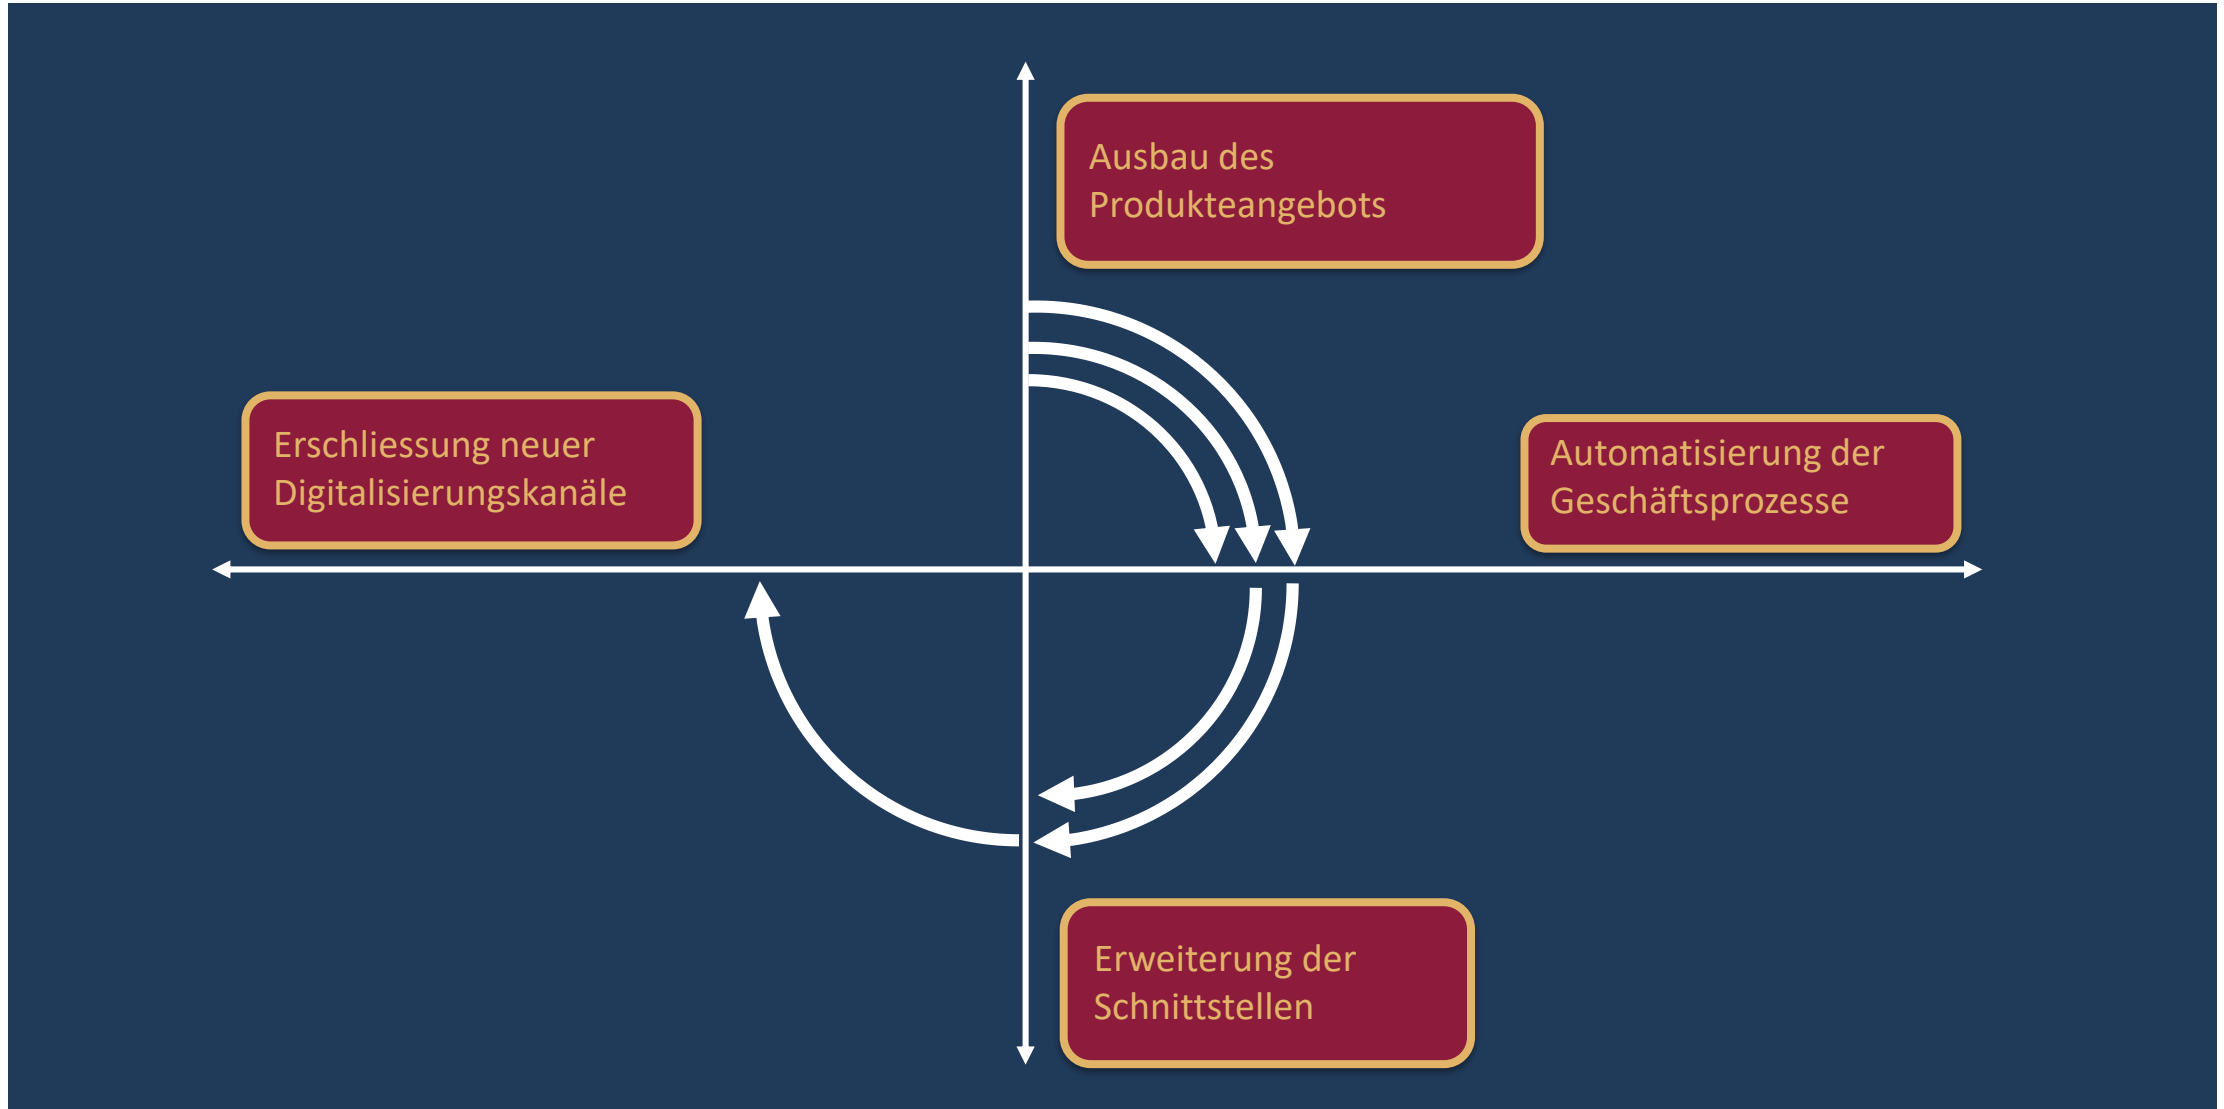 Ausbau des
Produkteangebots
Erschliessung neuer
Digitalisierungskanäle
Automatisierung der
Geschäftsprozesse
Erweiterung der
Schnittstellen